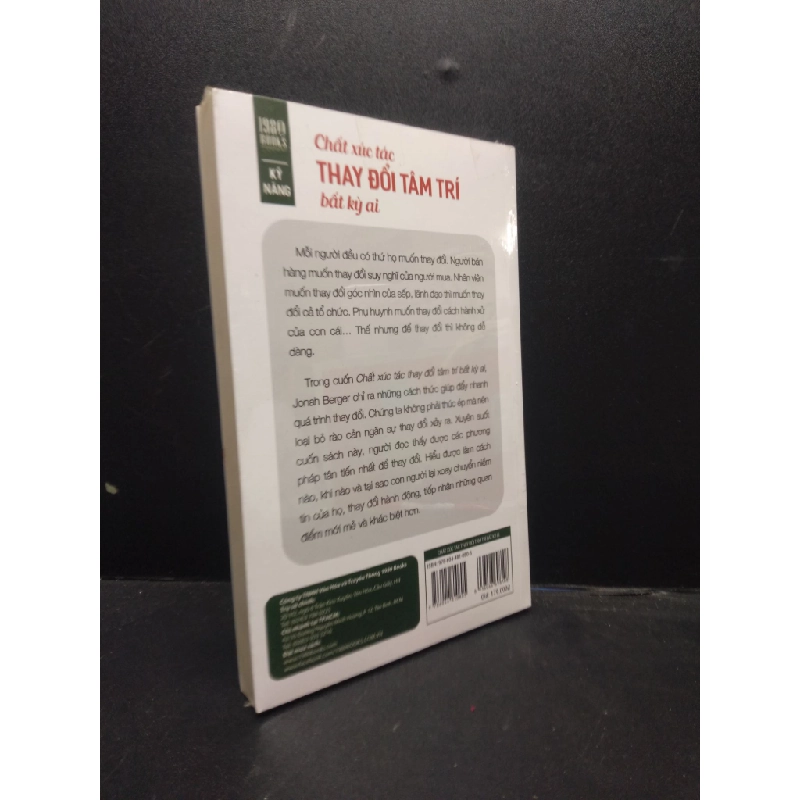 1980
BOOKS
KỸ
NĂNG
Chất xúc tác
THAY ĐỔI TÂM TRÍ
bất kỳ ai
Mỗi người đều có thứ họ muốn thay đổi. Người bán
hàng muốn thay đổi suy nghĩ của người mua. Nhân viên
muốn thay đổi góc nhìn của sếp, lãnh đạo thì muốn thay
đổi cả tổ chức. Phụ huynh muốn thay đổi cách hành xử
của con cái... Thế nhưng để thay đổi thì không dễ
dàng.
Trong cuốn Chất xúc tác thay đổi tâm trí bất kỳ ai,
Jonah Berger chỉ ra những cách thức giúp đẩy nhanh
quá trình thay đổi. Chúng ta không phải thúc ép mà nên
loại bỏ rào cản ngăn sự thay đổi xảy ra. Xuyên suốt
cuốn sách này, người đọc thấy được các phương
pháp tân tiến nhất để thay đổi. Hiểu được làm cách
nào, khi nào và tại sao con người lại xoay chuyển niềm
tin của họ, thay đổi hành động, tiếp nhận những quan
điểm mới mẻ và khác biệt hơn.